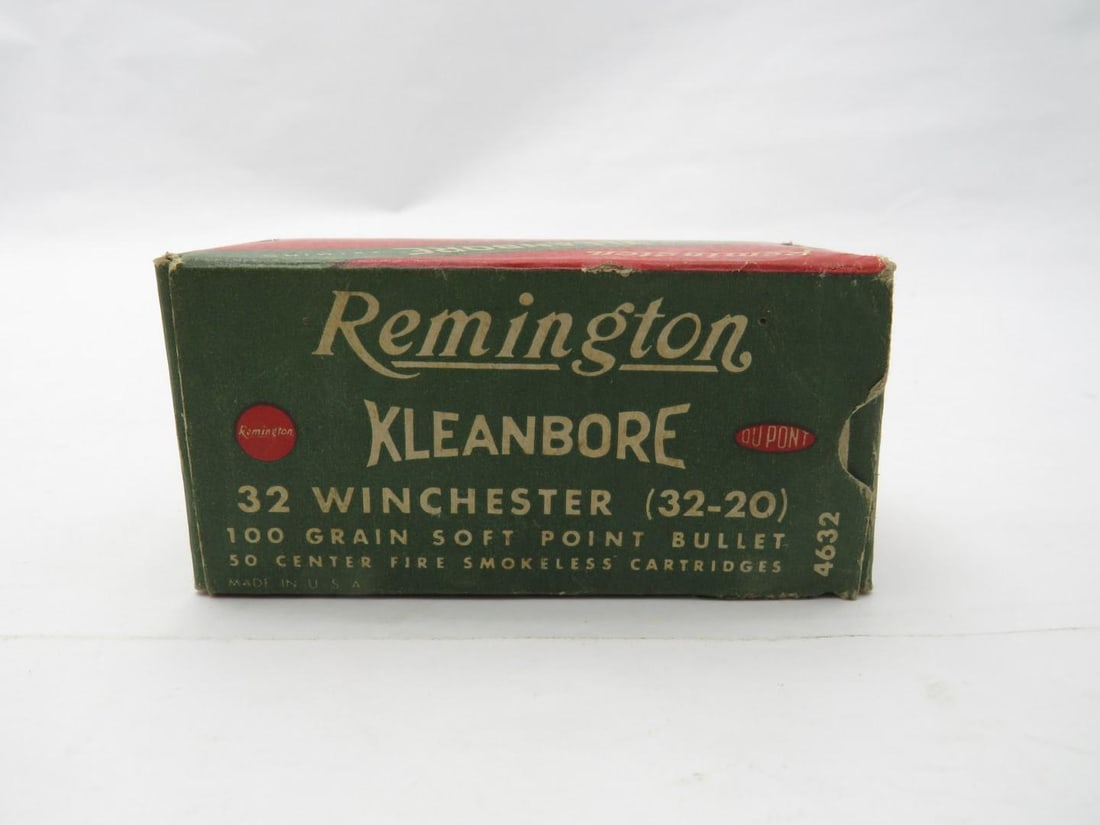 Remington
Remington
KLEANBORE
DU PONT
32 WINCHESTER (32-20)
100 GRAIN SOFT POINT BULLET
50 CENTER FIRE SMOKELESS CARTRIDGES
MADE IN U.S.A
4632